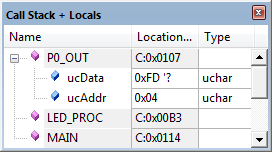 Call Stack + Locals
Name Location... Type
P0_OUT C:0x0107
ucData 0xFD '? uchar
ucAddr 0x04 uchar
LED_PROC C:0x00B3
MAIN C:0x0114